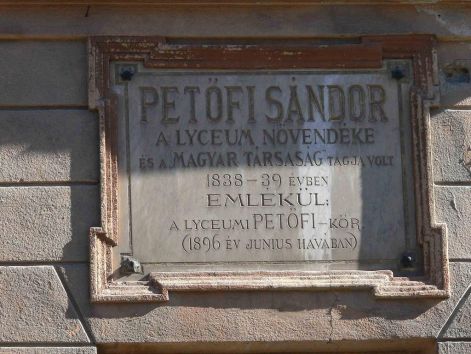 PETŐFI SÁNDOR
A LYCEUM NÖVENDÉKE
ÉS A MAGYAR TÁRSASÁG TAGJA VOLT
1838-39 ÉVBEN
EMLÉKÜL:
A LYCEUMI PETŐFI-KÖR
(1896 ÉV JUNIUS HAVÁBAN)